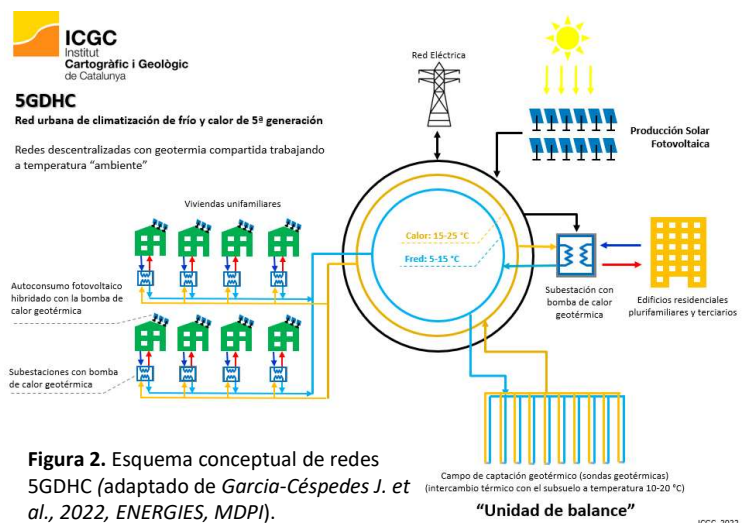 ICGC
Institut
Cartogràfic i Geològic
de Catalunya
5GDHC
Red urbana de climatización de frío y calor de 5ª generación
Redes descentralizadas con geotermia compartida trabajando
a temperatura “ambiente”
Red Eléctrica
Producción Solar
Fotovoltaica
Viviendas unifamiliares
Calor: 15-25 °C
Fred: 5-15 °C
Autoconsumo fotovoltaico
hibridado con la bomba de
calor geotérmica
Subestación con
bomba de calor
geotérmica
Edificios residenciales
plurifamiliares y terciarios
Subestaciones con bomba
de calor geotérmica
Figura 2. Esquema conceptual de redes
5GDHC (adaptado de Garcia-Céspedes J. et
al., 2022, ENERGIES, MDPI).
Campo de captación geotérmico (sondas geotérmicas)
(intercambio térmico con el subsuelo a temperatura 10-20 °C)
“Unidad de balance”
ICGC, 2022